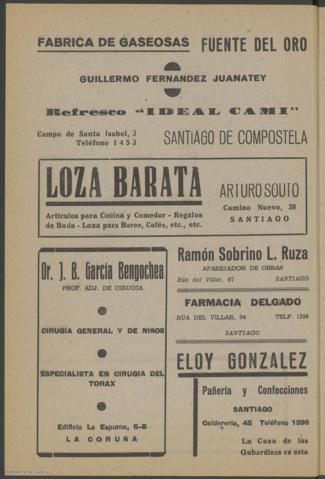 FABRICA DE GASEOSAS FUENTE DEL ORO
GUILLERMO FERNANDEZ JUANATEY
Refresco "IDEAL CAMI"
Campo de Santa Isabel, 3
Teléfono 1453
SANTIAGO DE COMPOSTELA
LOZA BARATA
Artículos para Cocina y Comedor - Regalos
de Boda - Loza para Bares, Cafés, etc., etc.
ARTURO SOUTO
Camino Nuevo, 38
SANTIAGO
Dr. J. B. García Bengochea
PROF. ADJ. DE CIRUGIA
CIRUGIA GENERAL Y DE NIÑOS
ESPECIALISTA EN CIRUGIA DEL
TORAX
Edificio La Espuma, 6-B
LA CORUÑA
Ramón Sobrino L. Ruza
APAREJADOR DE OBRAS
Rúa del Villar, 67 SANTIAGO
FARMACIA DELGADO
RUA DEL VILLAR, 54 TELF. 1228
SANTIAGO
ELOY GONZALEZ
Pañería y Confecciones
SANTIAGO
Calderería, 45 Teléfono 1396
La Casa de las
Gabardinas es esta